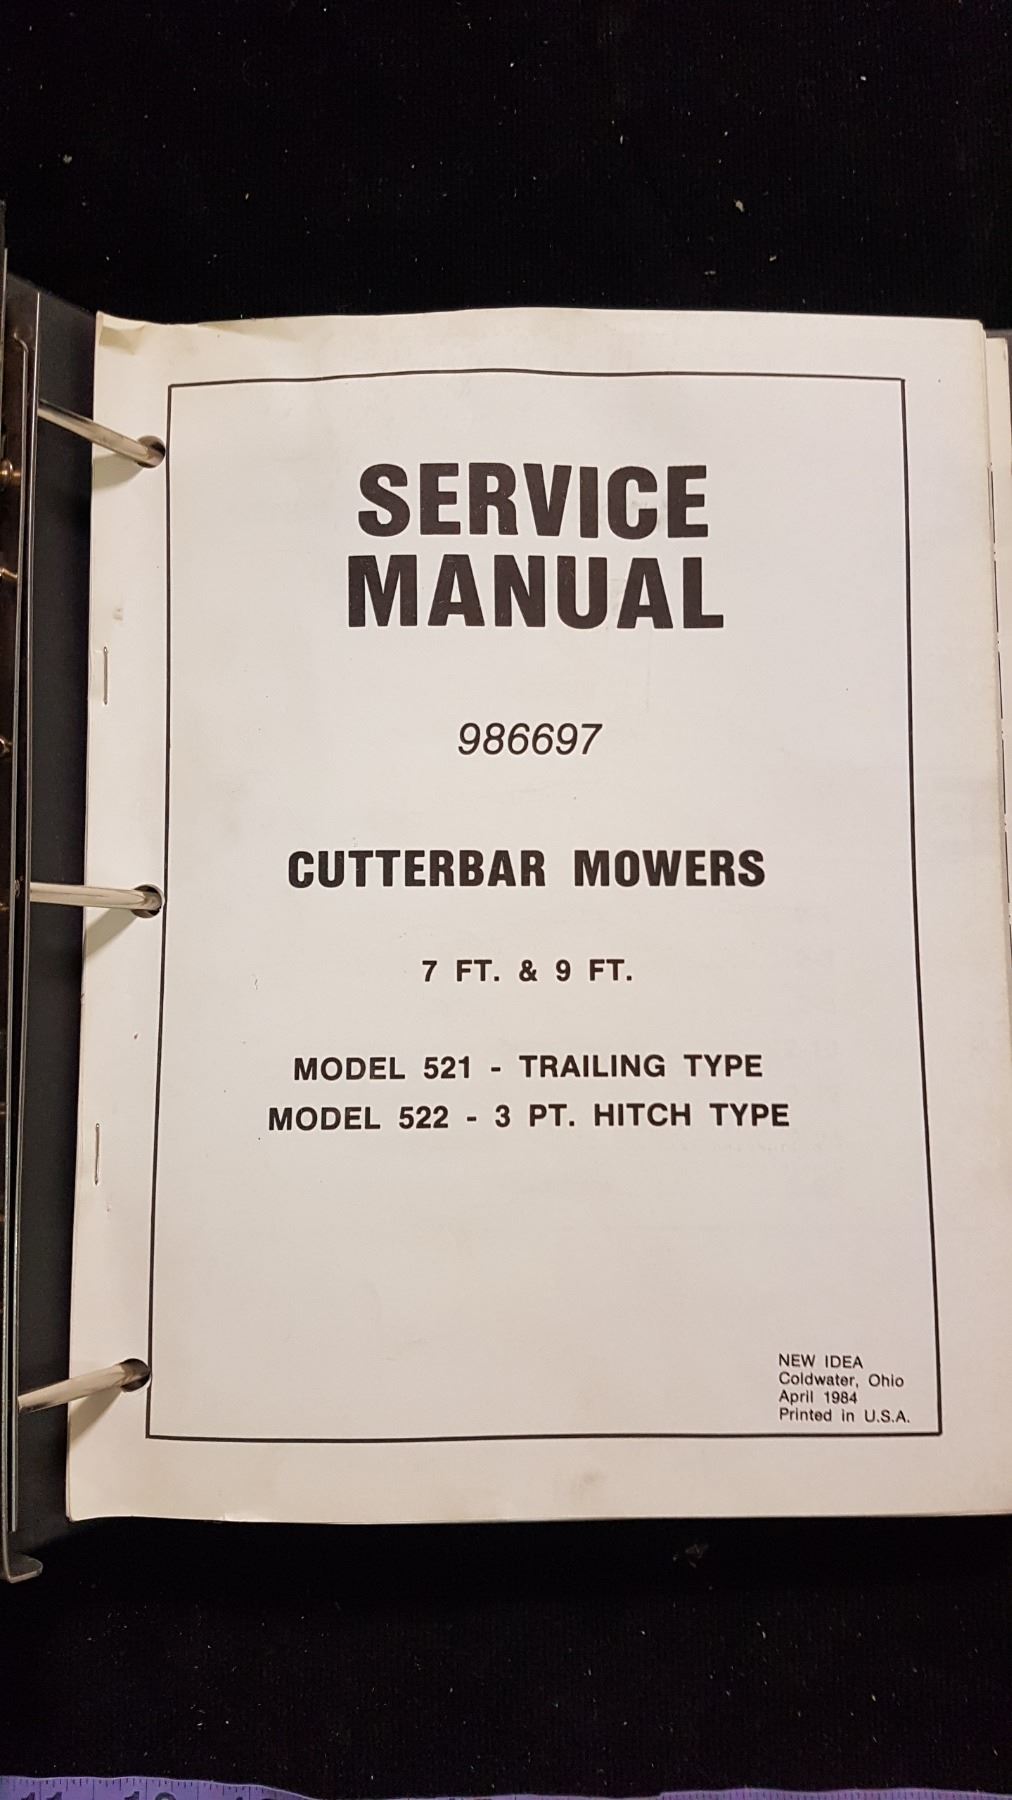 SERVICE
MANUAL
986697
CUTTERBAR MOWERS
7 FT. & 9 FT.
MODEL 521 - TRAILING TYPE
MODEL 522 - 3 PT. HITCH TYPE
NEW IDEA
Coldwater, Ohio
April 1984
Printed in U.S.A.